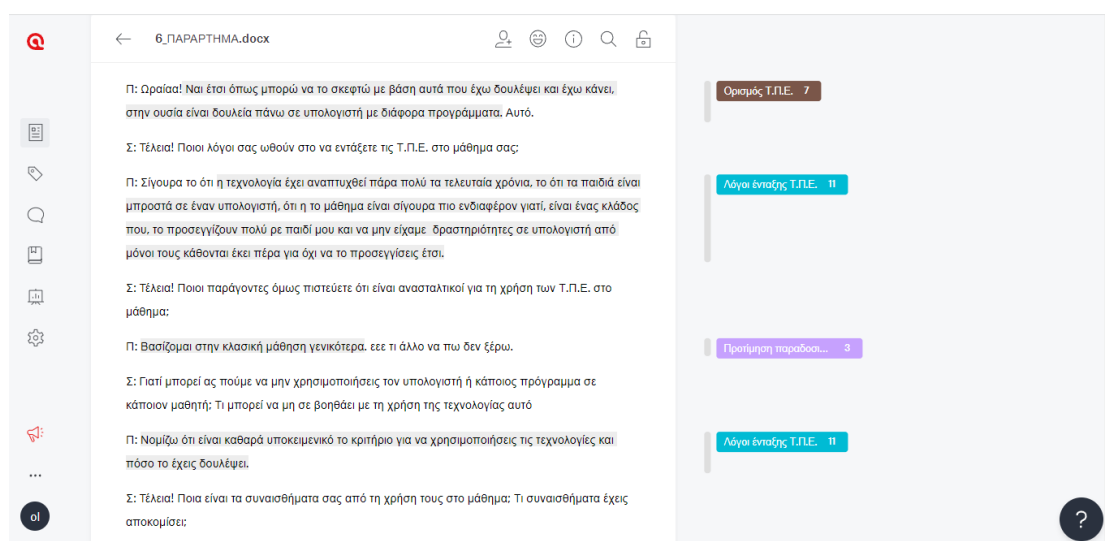 6_ΠΑΡΑΡΤΗΜΑ.docx
Π: Ωραίαα! Ναι έτσι όπως μπορώ να το σκεφτώ με βάση αυτά που έχω δουλέψει και έχω κάνει,
στην ουσία είναι δουλεία πάνω σε υπολογιστή με διάφορα προγράμματα. Αυτό.
Ορισμός Τ.Π.Ε. 7
Σ: Τέλεια! Ποιοι λόγοι σας ωθούν στο να εντάξετε τις Τ.Π.Ε. στο μάθημα σας;
Π: Σίγουρα το ότι η τεχνολογία έχει αναπτυχθεί πάρα πολύ τα τελευταία χρόνια, το ότι τα παιδιά είναι
μπροστά σε έναν υπολογιστή, ότι η το μάθημα είναι σίγουρα πιο ενδιαφέρον γιατί, είναι ένας κλάδος
που, το προσεγγίζουν πολύ ρε παιδί μου και να μην είχαμε δραστηριότητες σε υπολογιστή από
μόνοι τους κάθονται έκει πέρα για όχι να το προσεγγίσεις έτσι.
Λόγοι ένταξης Τ.Π.Ε. 11
Σ: Τέλεια! Ποιοι παράγοντες όμως πιστεύετε ότι είναι ανασταλτικοί για τη χρήση των Τ.Π.Ε. στο
μάθημα;
Π: Βασίζομαι στην κλασική μάθηση γενικότερα. εεε τι άλλο να πω δεν ξέρω.
Προτίμηση παραδοσι... 3
Σ: Γιατί μπορεί ας πούμε να μην χρησιμοποιήσεις τον υπολογιστή ή κάποιος πρόγραμμα σε
κάποιον μαθητή; Τι μπορεί να μη σε βοηθάει με τη χρήση της τεχνολογίας αυτό
Π: Νομίζω ότι είναι καθαρά υποκειμενικό το κριτήριο για να χρησιμοποιήσεις τις τεχνολογίες και
πόσο το έχεις δουλέψει.
Λόγοι ένταξης Τ.Π.Ε. 11
Σ: Τέλεια! Ποια είναι τα συναισθήματα σας από τη χρήση τους στο μάθημα; Τι συναισθήματα έχεις
αποκομίσει;
ol
?